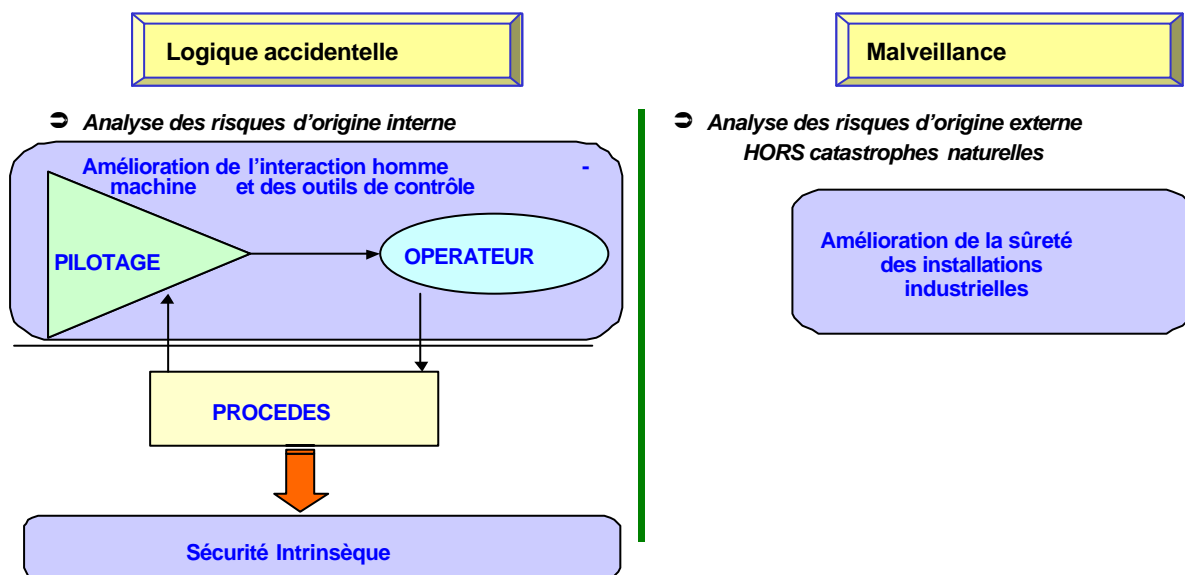 Logique accidentelle
➲ Analyse des risques d'origine interne
Amélioration de l'interaction homme -
machine et des outils de contrôle
PILOTAGE
OPERATEUR
PROCEDES
Sécurité Intrinsèque
Malveillance
➲ Analyse des risques d'origine externe
HORS catastrophes naturelles
Amélioration de la sûreté
des installations
industrielles